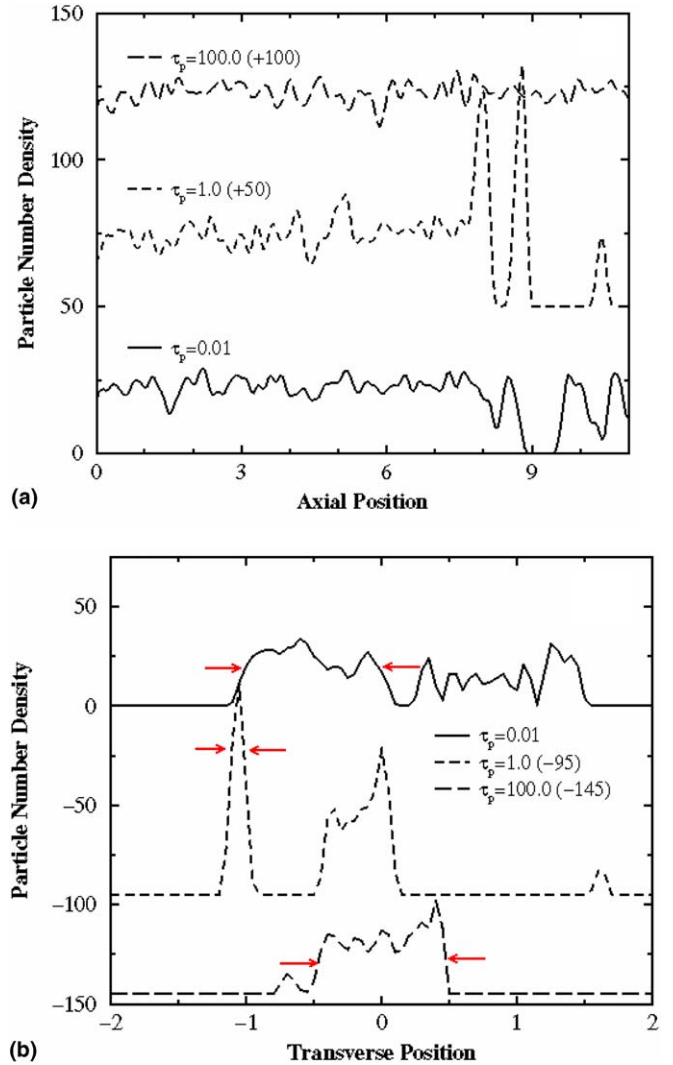 150
100
50
0
Particle Number Density
τp=100.0 (+100)
τp=1.0 (+50)
τp=0.01
0 3 6 9
Axial Position
(a)
50
0
−50
−100
−150
Particle Number Density
τp=0.01
τp=1.0 (−95)
τp=100.0 (−145)
−2 −1 0 1 2
Transverse Position
(b)